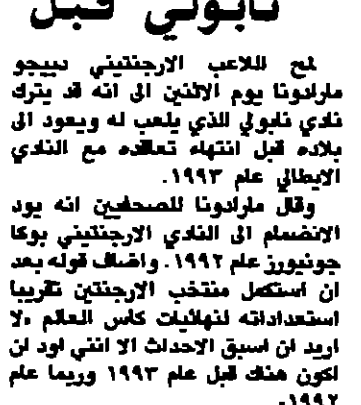 نابولي قبل
لمح اللاعب الارجنتيني دييجو
مارادونا يوم الاثنين الى انه قد يترك
نادي نابولي الذي يلعب له ويعود الى
بلاده قبل انتهاء تعاقده مع النادي
الايطالي عام ١٩٩٣.
وقال مارادونا للصحفيين انه يود
الانضمام الى النادي الارجنتيني بوكا
جونيورز عام ١٩٩٢. واضاف قوله بعد
ان استكمل منتخب الارجنتين تقريبا
استعداداته لنهائيات كاس العالم «لا
اريد ان اسبق الاحداث الا انني اود ان
اكون هناك قبل عام ١٩٩٣ وربما عام
١٩٩٢».